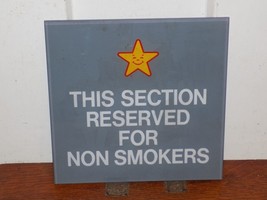 THIS SECTION
RESERVED
FOR
NON SMOKERS